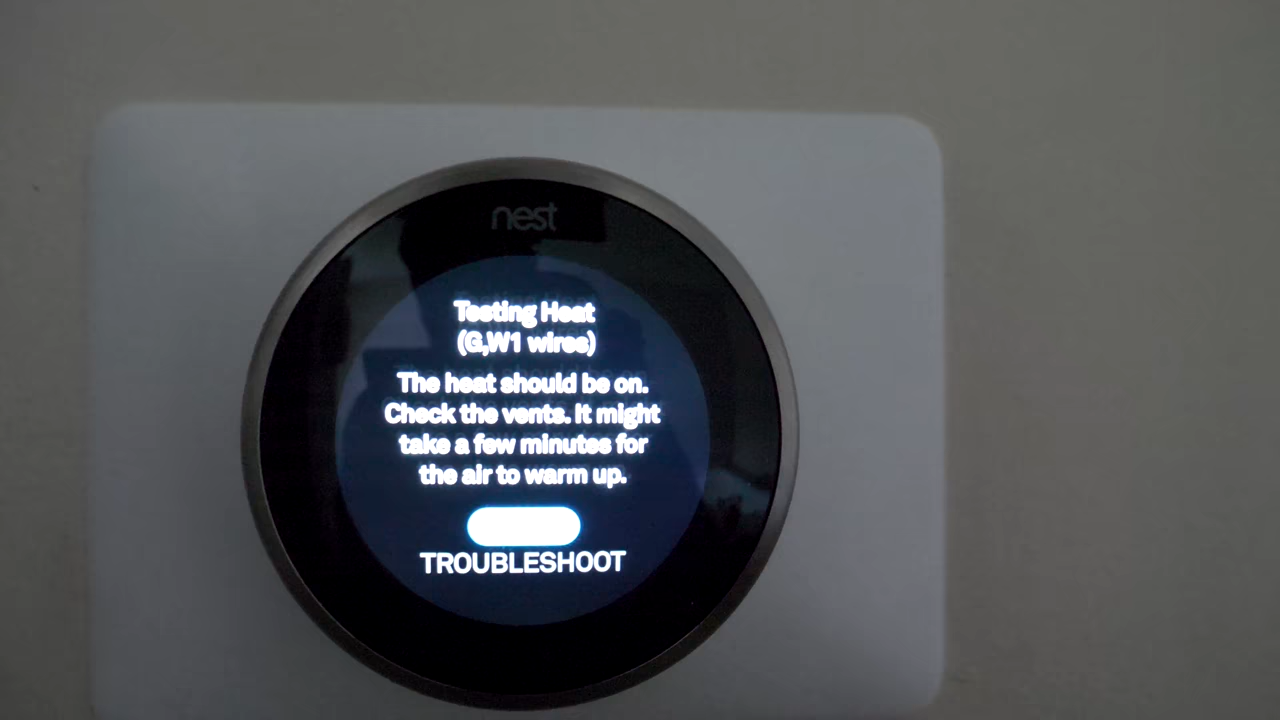 nest
Testing Heat
(G,W1 wires)
The heat should be on.
Check the vents. It might
take a few minutes for
the air to warm up.
TROUBLESHOOT